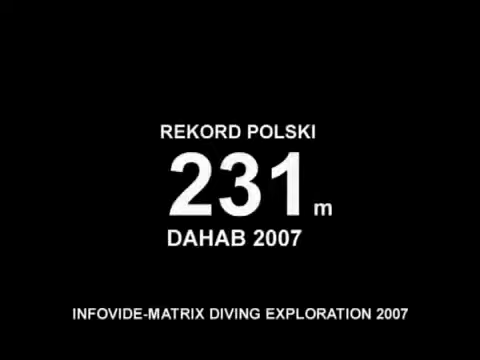 REKORD POLSKI
231 m
DAHAB 2007
INFOVIDE-MATRIX DIVING EXPLORATION 2007